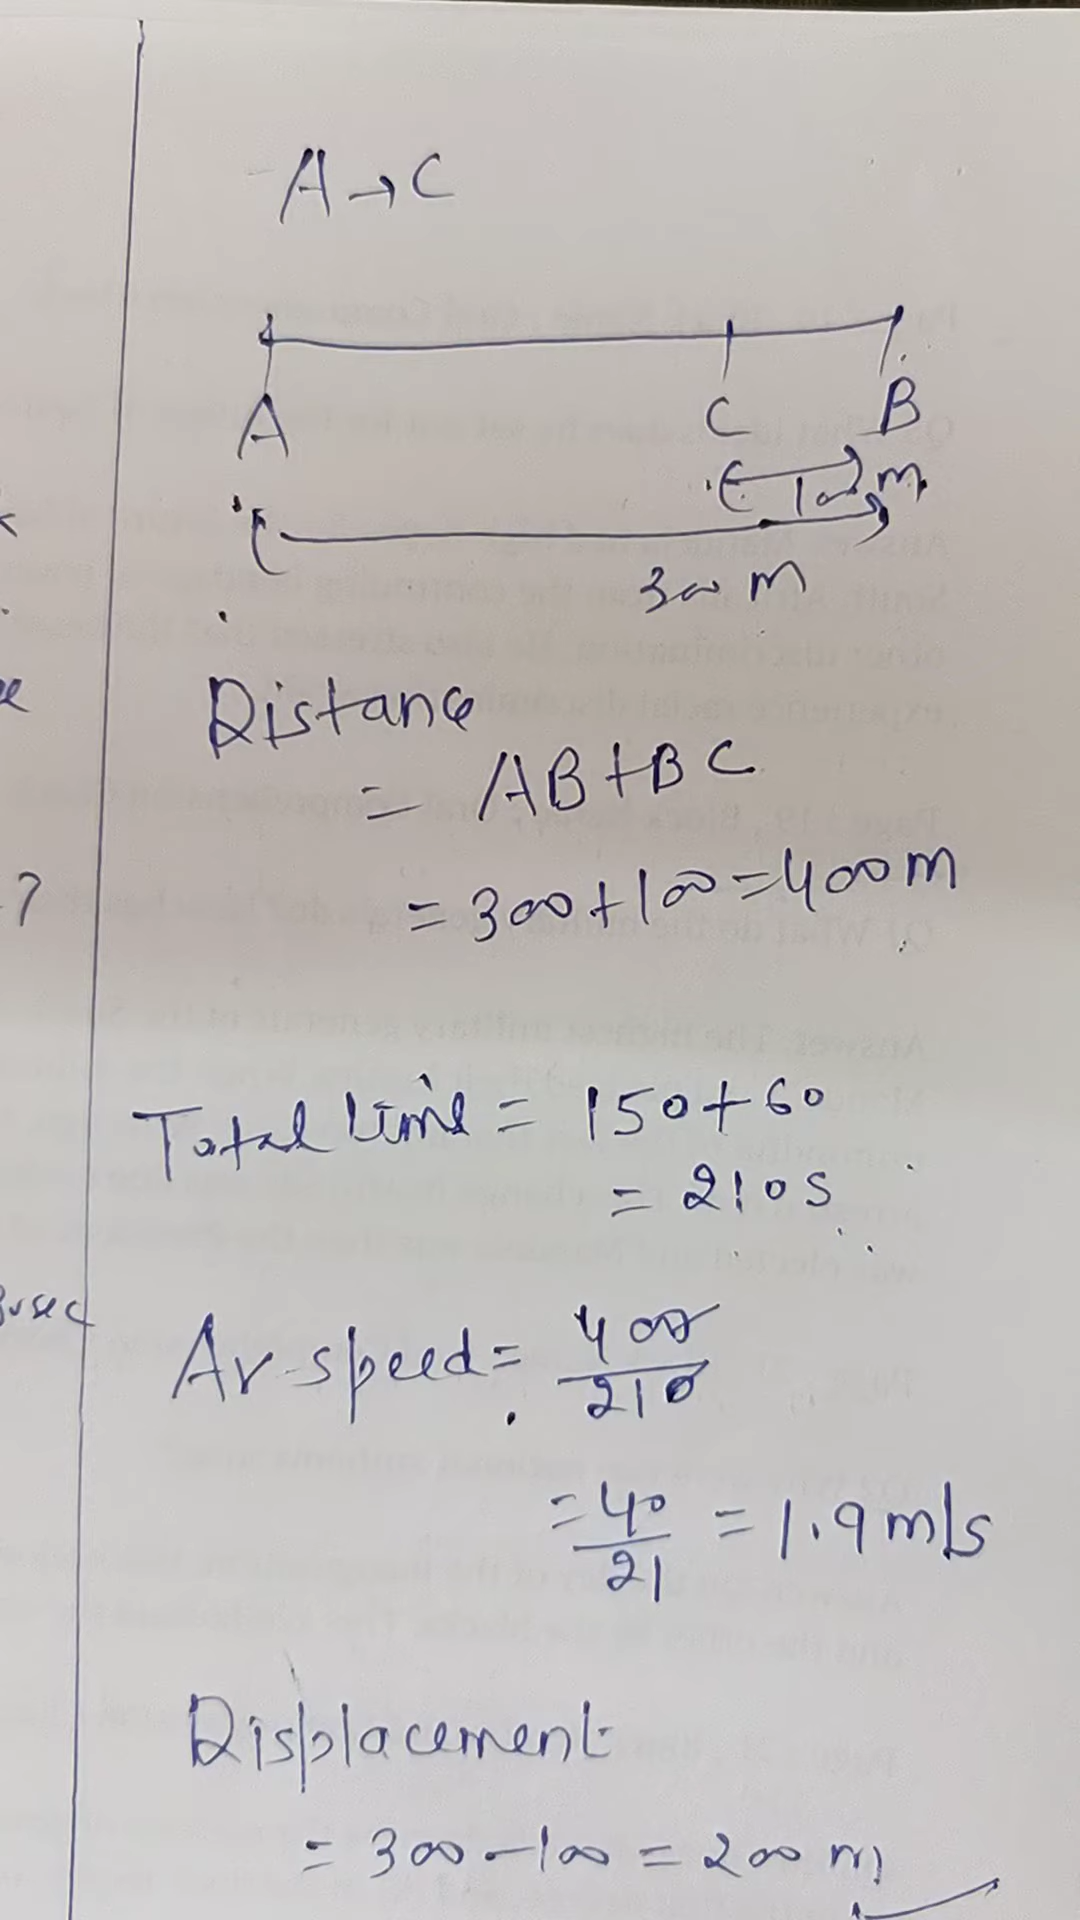 A → C
A C B
100 m
300 m
Distance
= AB + BC
= 300 + 100 = 400 m
?
Total time = 150 + 60
= 210 s
Av. speed = 400/210
= 40/21 = 1.9 m/s
Displacement
= 300 - 100 = 200 m